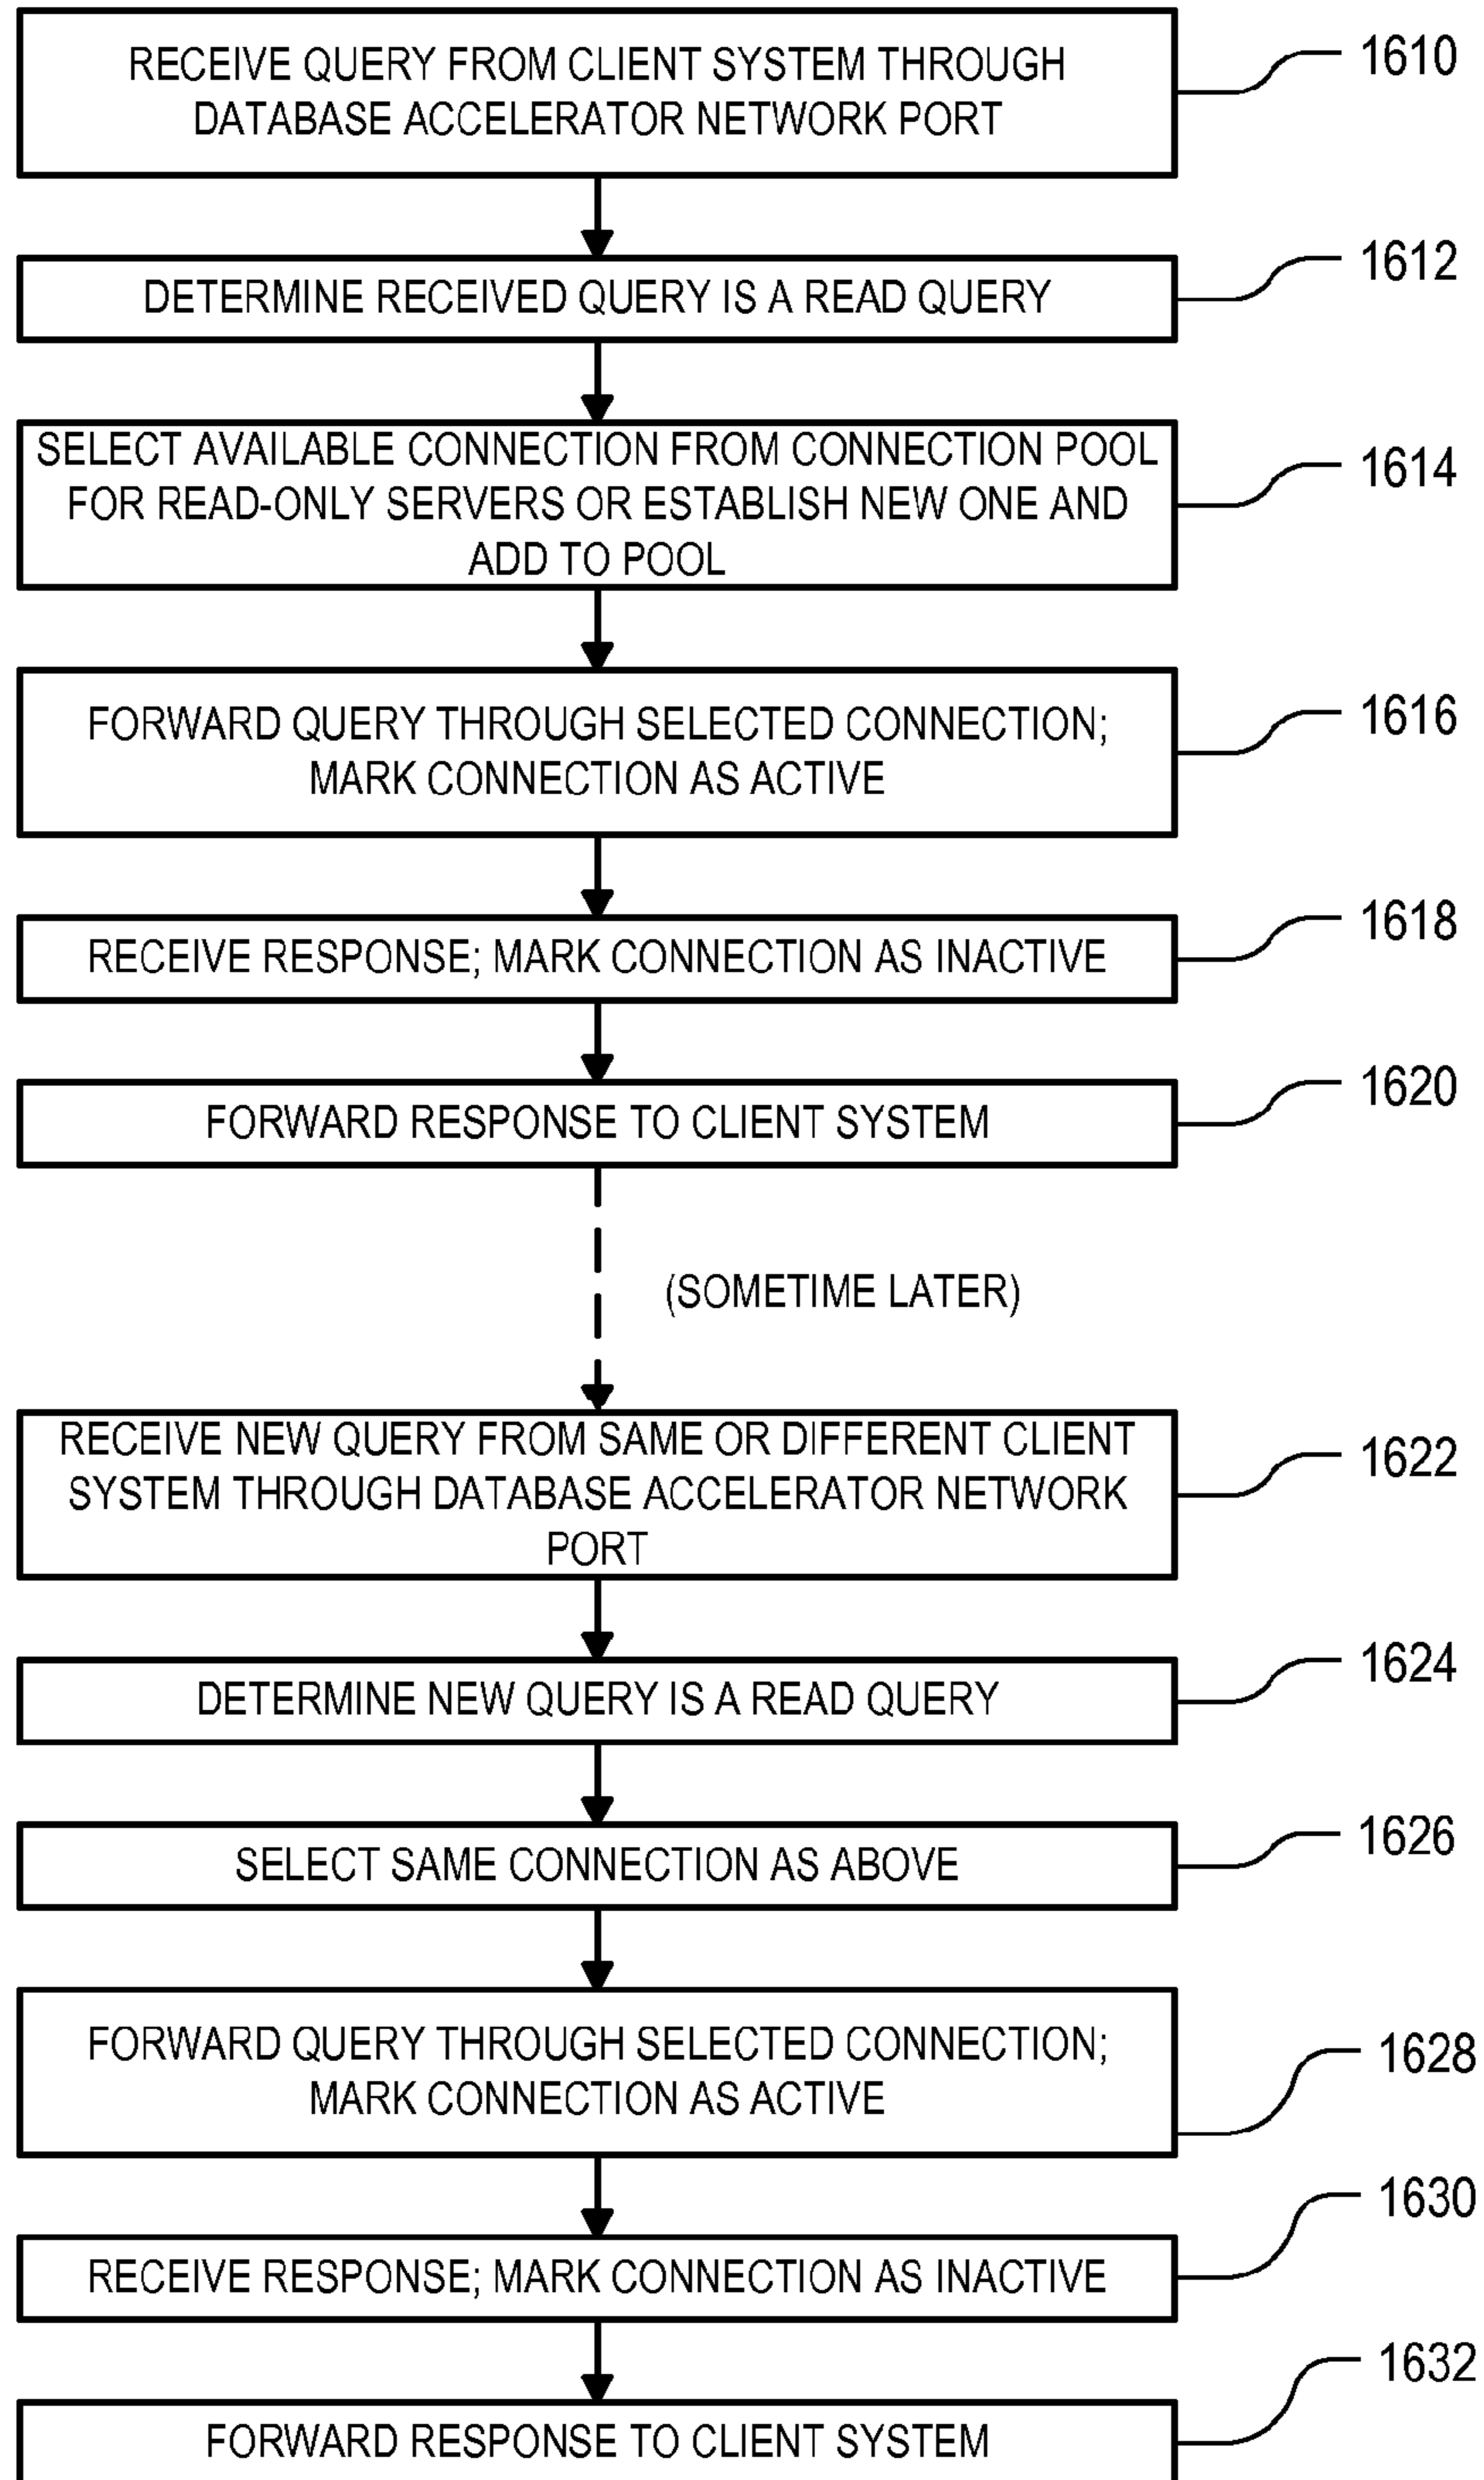 RECEIVE QUERY FROM CLIENT SYSTEM THROUGH
DATABASE ACCELERATOR NETWORK PORT
1610
DETERMINE RECEIVED QUERY IS A READ QUERY
1612
SELECT AVAILABLE CONNECTION FROM CONNECTION POOL
FOR READ-ONLY SERVERS OR ESTABLISH NEW ONE AND
ADD TO POOL
1614
FORWARD QUERY THROUGH SELECTED CONNECTION;
MARK CONNECTION AS ACTIVE
1616
RECEIVE RESPONSE; MARK CONNECTION AS INACTIVE
1618
FORWARD RESPONSE TO CLIENT SYSTEM
1620
(SOMETIME LATER)
RECEIVE NEW QUERY FROM SAME OR DIFFERENT CLIENT
SYSTEM THROUGH DATABASE ACCELERATOR NETWORK
PORT
1622
DETERMINE NEW QUERY IS A READ QUERY
1624
SELECT SAME CONNECTION AS ABOVE
1626
FORWARD QUERY THROUGH SELECTED CONNECTION;
MARK CONNECTION AS ACTIVE
1628
RECEIVE RESPONSE; MARK CONNECTION AS INACTIVE
1630
FORWARD RESPONSE TO CLIENT SYSTEM
1632